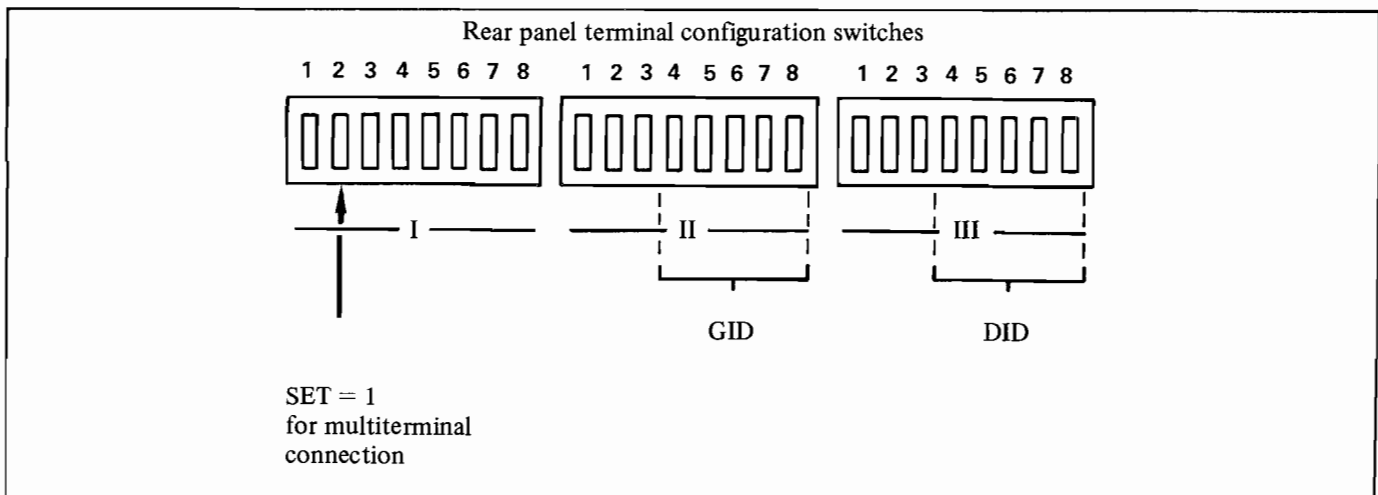 Rear panel terminal configuration switches
1 2 3 4 5 6 7 8 1 2 3 4 5 6 7 8 1 2 3 4 5 6 7 8
I II III
GID DID
SET = 1
for multiterminal
connection